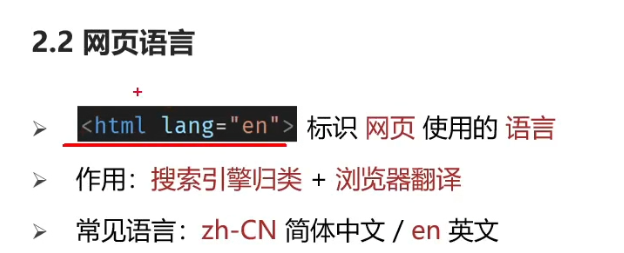 2.2 网页语言
<html lang="en"> 标识 网页 使用的 语言
作用：搜索引擎归类 + 浏览器翻译
常见语言：zh-CN 简体中文 / en 英文